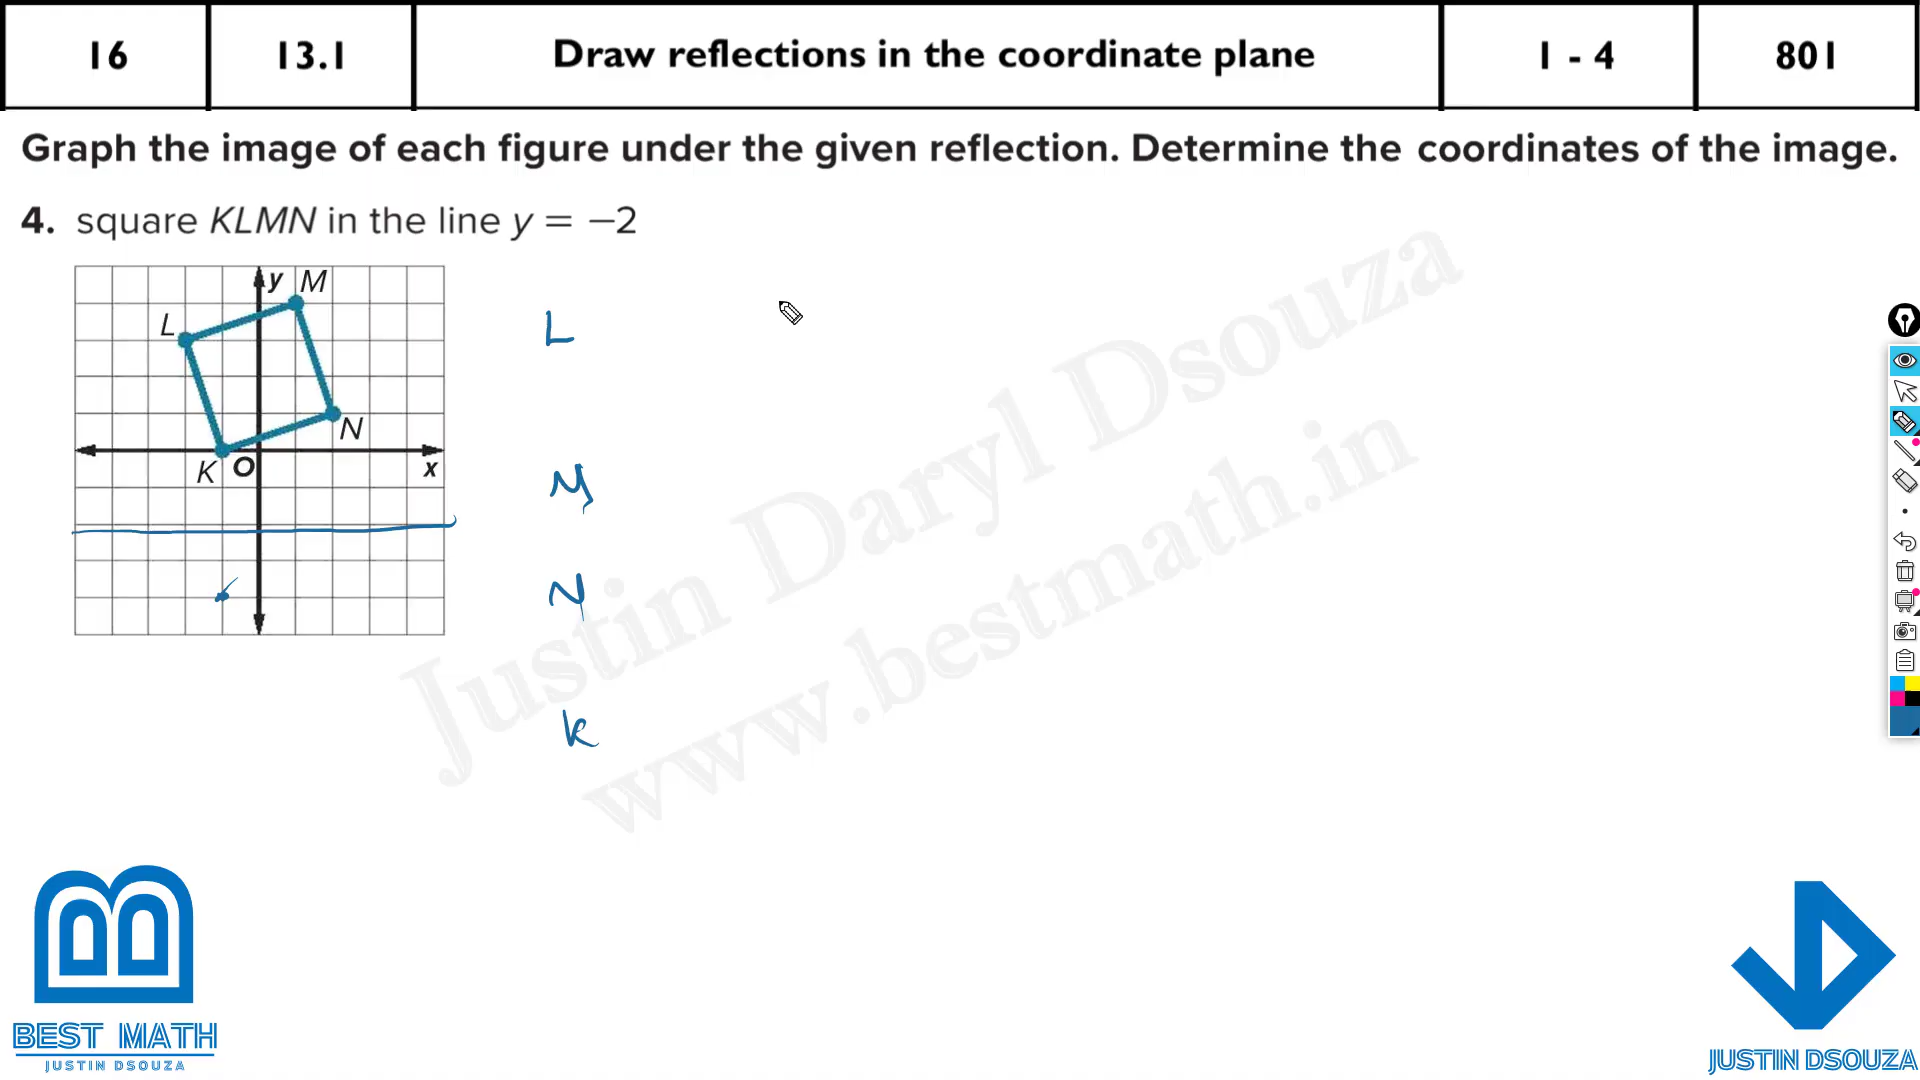 16 13.1 Draw reflections in the coordinate plane 1 - 4 801
Graph the image of each figure under the given reflection. Determine the coordinates of the image.
4. square KLMN in the line y = −2
y M
L
N
K O x
L
M
N
K
Justin Daryl Dsouza
www.bestmath.in
BEST MATH
JUSTIN DSOUZA
JUSTIN DSOUZA